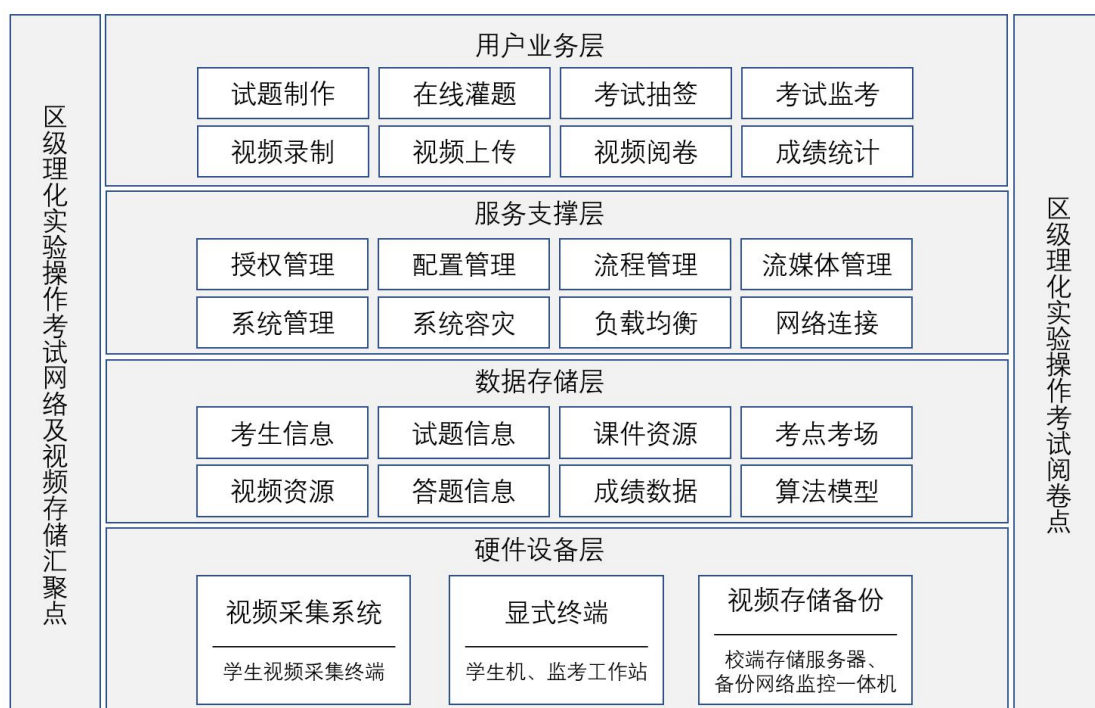 区级理化实验操作考试网络及视频存储汇聚点
用户业务层
试题制作
在线灌题
考试抽签
考试监考
视频录制
视频上传
视频阅卷
成绩统计
服务支撑层
授权管理
配置管理
流程管理
流媒体管理
系统管理
系统容灾
负载均衡
网络连接
数据存储层
考生信息
试题信息
课件资源
考点考场
视频资源
答题信息
成绩数据
算法模型
硬件设备层
视频采集系统
学生视频采集终端
显式终端
学生机、监考工作站
视频存储备份
校端存储服务器、
备份网络监控一体机
区级理化实验操作考试阅卷点